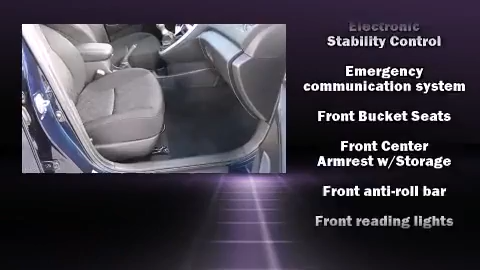 Electronic
Stability Control
Emergency
communication system
Front Bucket Seats
Front Center
Armrest w/Storage
Front anti-roll bar
Front reading lights